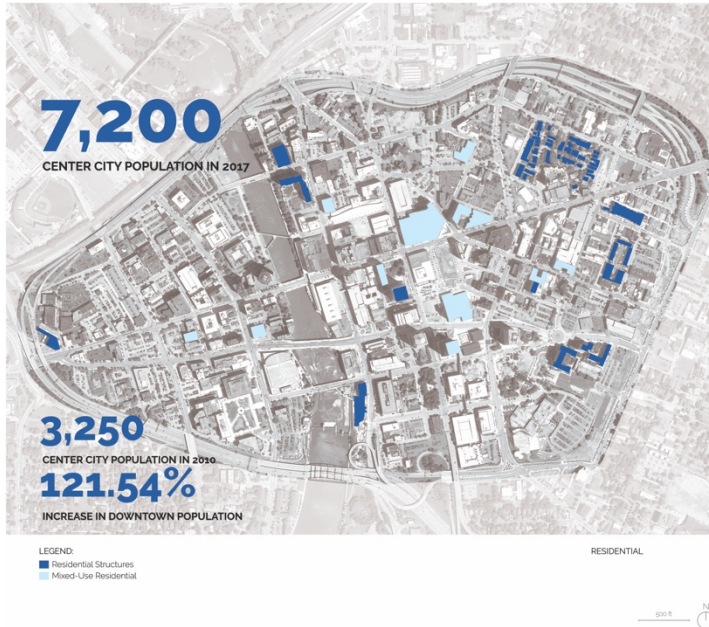 7,200
CENTER CITY POPULATION IN 2017
3,250
CENTER CITY POPULATION IN 2010
121.54%
INCREASE IN DOWNTOWN POPULATION
LEGEND:
Residential Structures
Mixed-Use Residential
RESIDENTIAL
500 ft
N